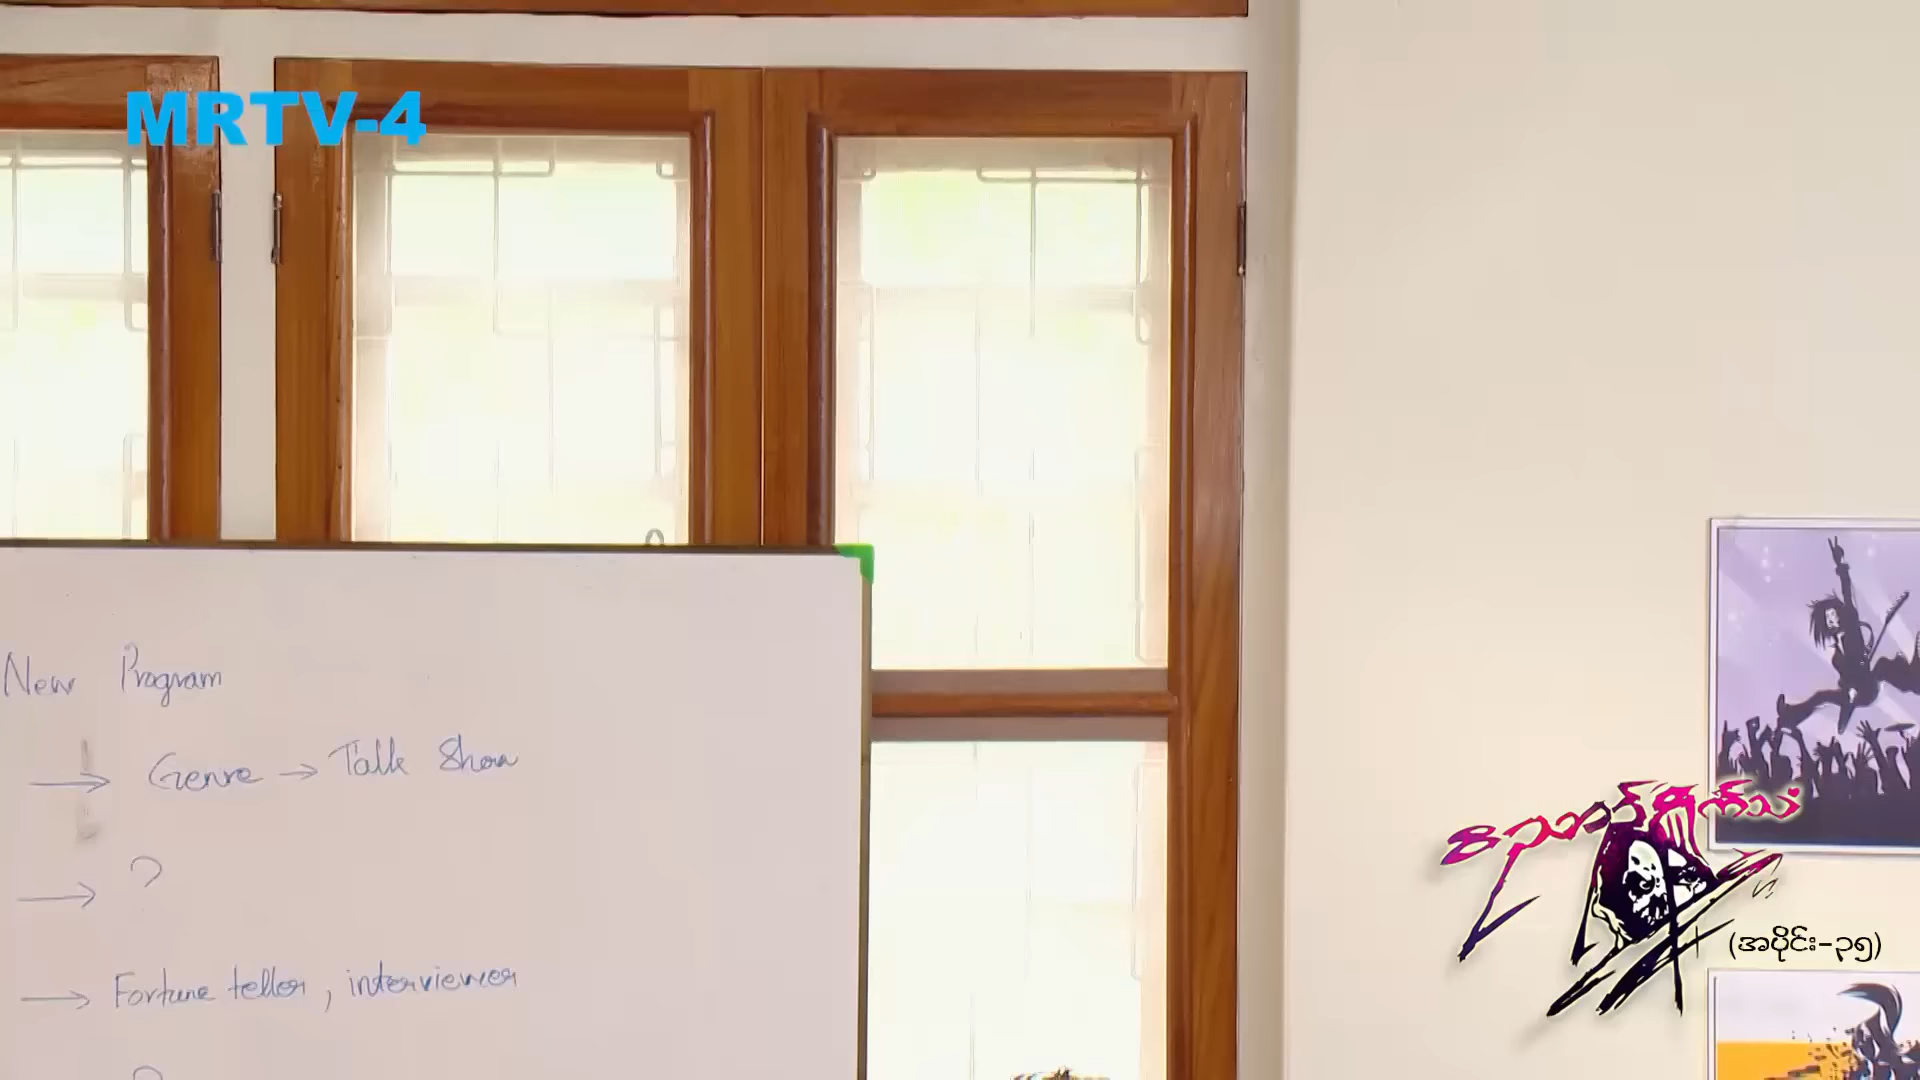 MRTV-4
New Program
→ Genre → Talk Show
→ ?
→ Fortune teller, interviewer
(အပိုင်း-၃၅)